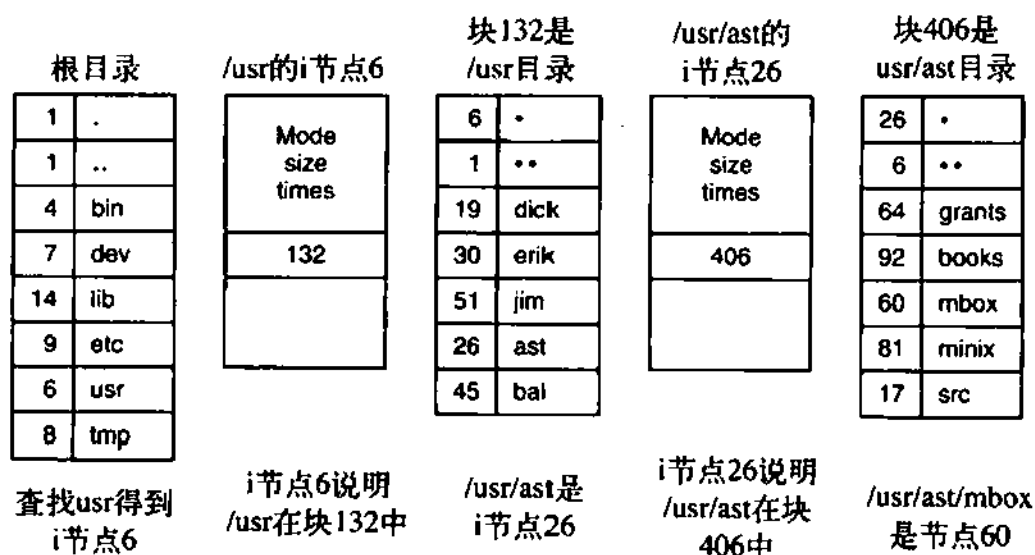 根目录
1 .
1 ..
4 bin
7 dev
14 lib
9 etc
6 usr
8 tmp
查找usr得到
i节点6
/usr的i节点6
Mode
size
times
132
i节点6说明
/usr在块132中
块132是
/usr目录
6 •
1 ••
19 dick
30 erik
51 jim
26 ast
45 bal
/usr/ast是
i节点26
/usr/ast的
i节点26
Mode
size
times
406
i节点26说明
/usr/ast在块
406中
块406是
usr/ast目录
26 •
6 ••
64 grants
92 books
60 mbox
81 minix
17 src
/usr/ast/mbox
是节点60